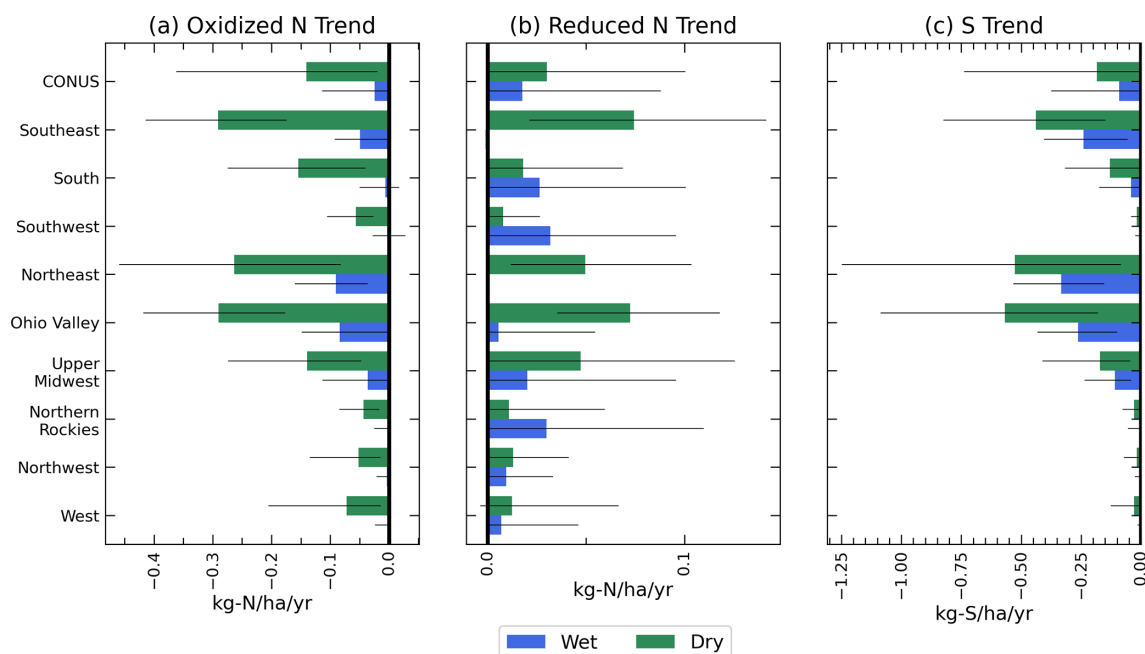 (a) Oxidized N Trend
(b) Reduced N Trend
(c) S Trend
CONUS
Southeast
South
Southwest
Northeast
Ohio Valley
Upper
Midwest
Northern
Rockies
Northwest
West
−0.4
−0.3
−0.2
−0.1
0.0
0.0
0.1
−1.25
−1.00
−0.75
−0.50
−0.25
0.00
kg-N/ha/yr
kg-N/ha/yr
kg-S/ha/yr
Wet
Dry